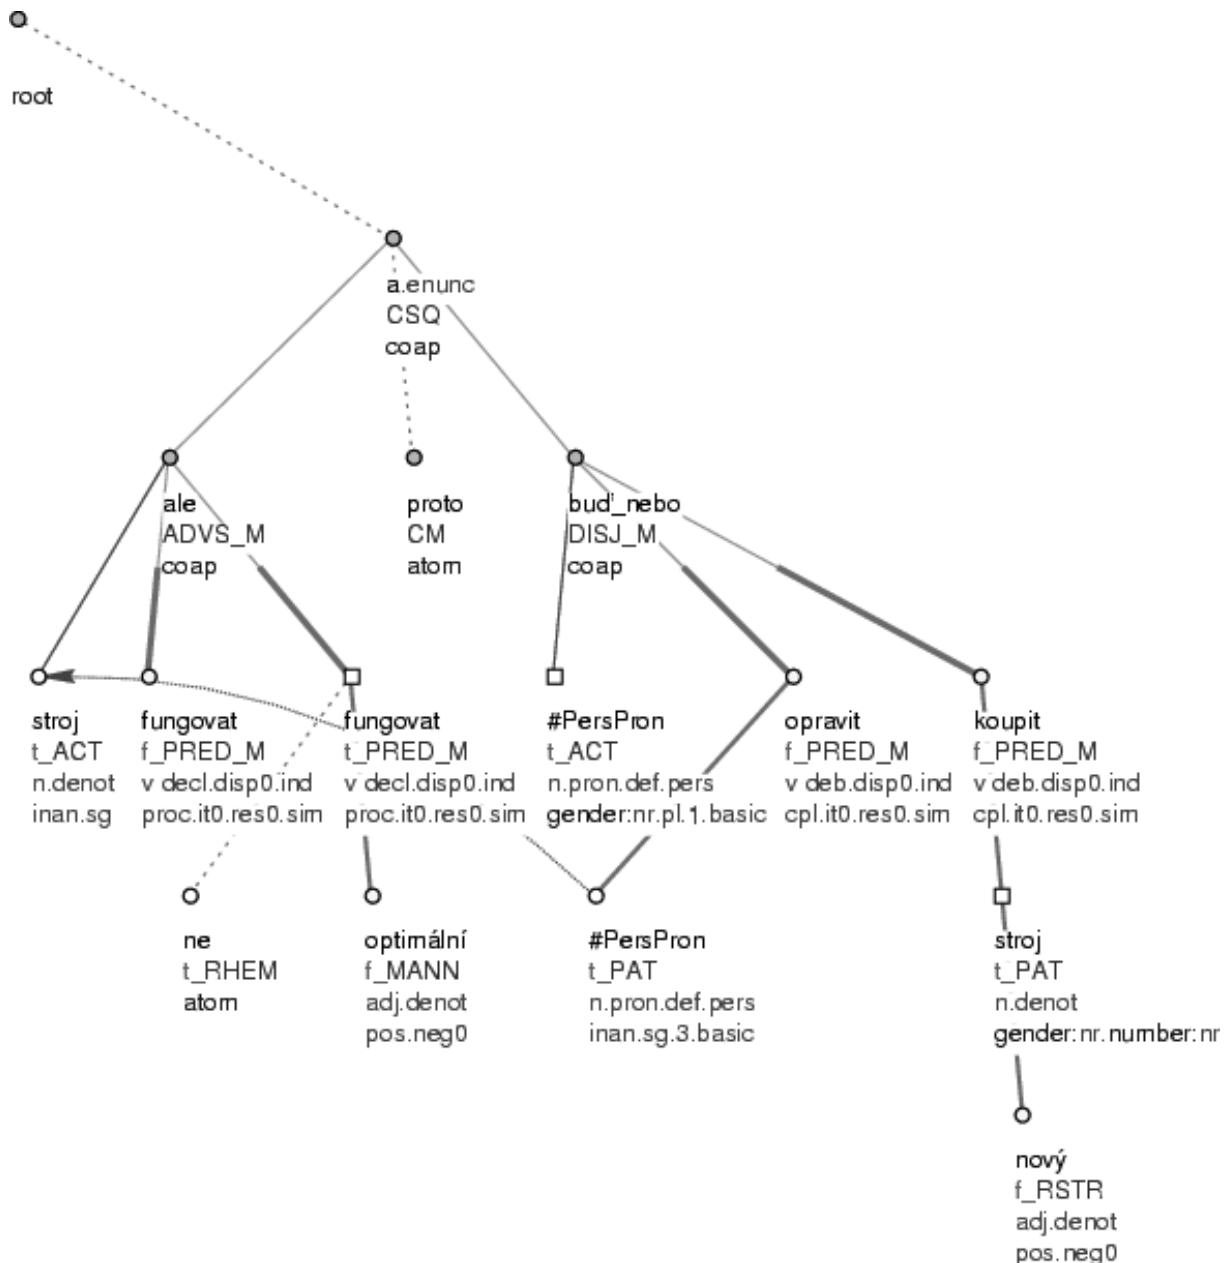 root
a.enunc
CSQ
coap
ale
ADVS_M
coap
proto
CM
atom
buď_nebo
DISJ_M
coap
stroj
t_ACT
n.denot
inan.sg
fungovat
f_PRED_M
v decl.disp0.ind
proc.it0.res0.sim
fungovat
t_PRED_M
v decl.disp0.ind
proc.it0.res0.sim
#PersPron
t_ACT
n.pron.def.pers
gender:nr.pl.1.basic
opravit
f_PRED_M
v deb.disp0.ind
cpl.it0.res0.sim
koupit
f_PRED_M
v deb.disp0.ind
cpl.it0.res0.sim
ne
t_RHEM
atom
optimální
f_MANN
adj.denot
pos.neg0
#PersPron
t_PAT
n.pron.def.pers
inan.sg.3.basic
stroj
t_PAT
n.denot
gender:nr.number:nr
nový
f_RSTR
adj.denot
pos.neg0